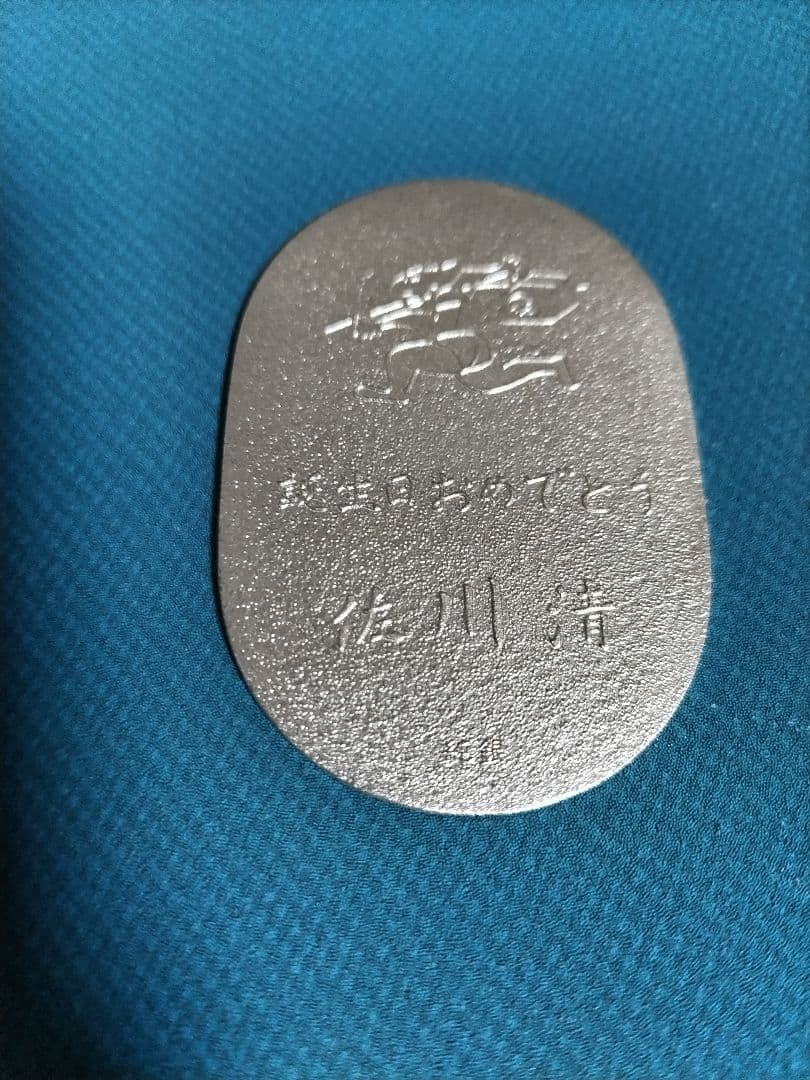 誕生日おめでとう
佐川 清
純銀